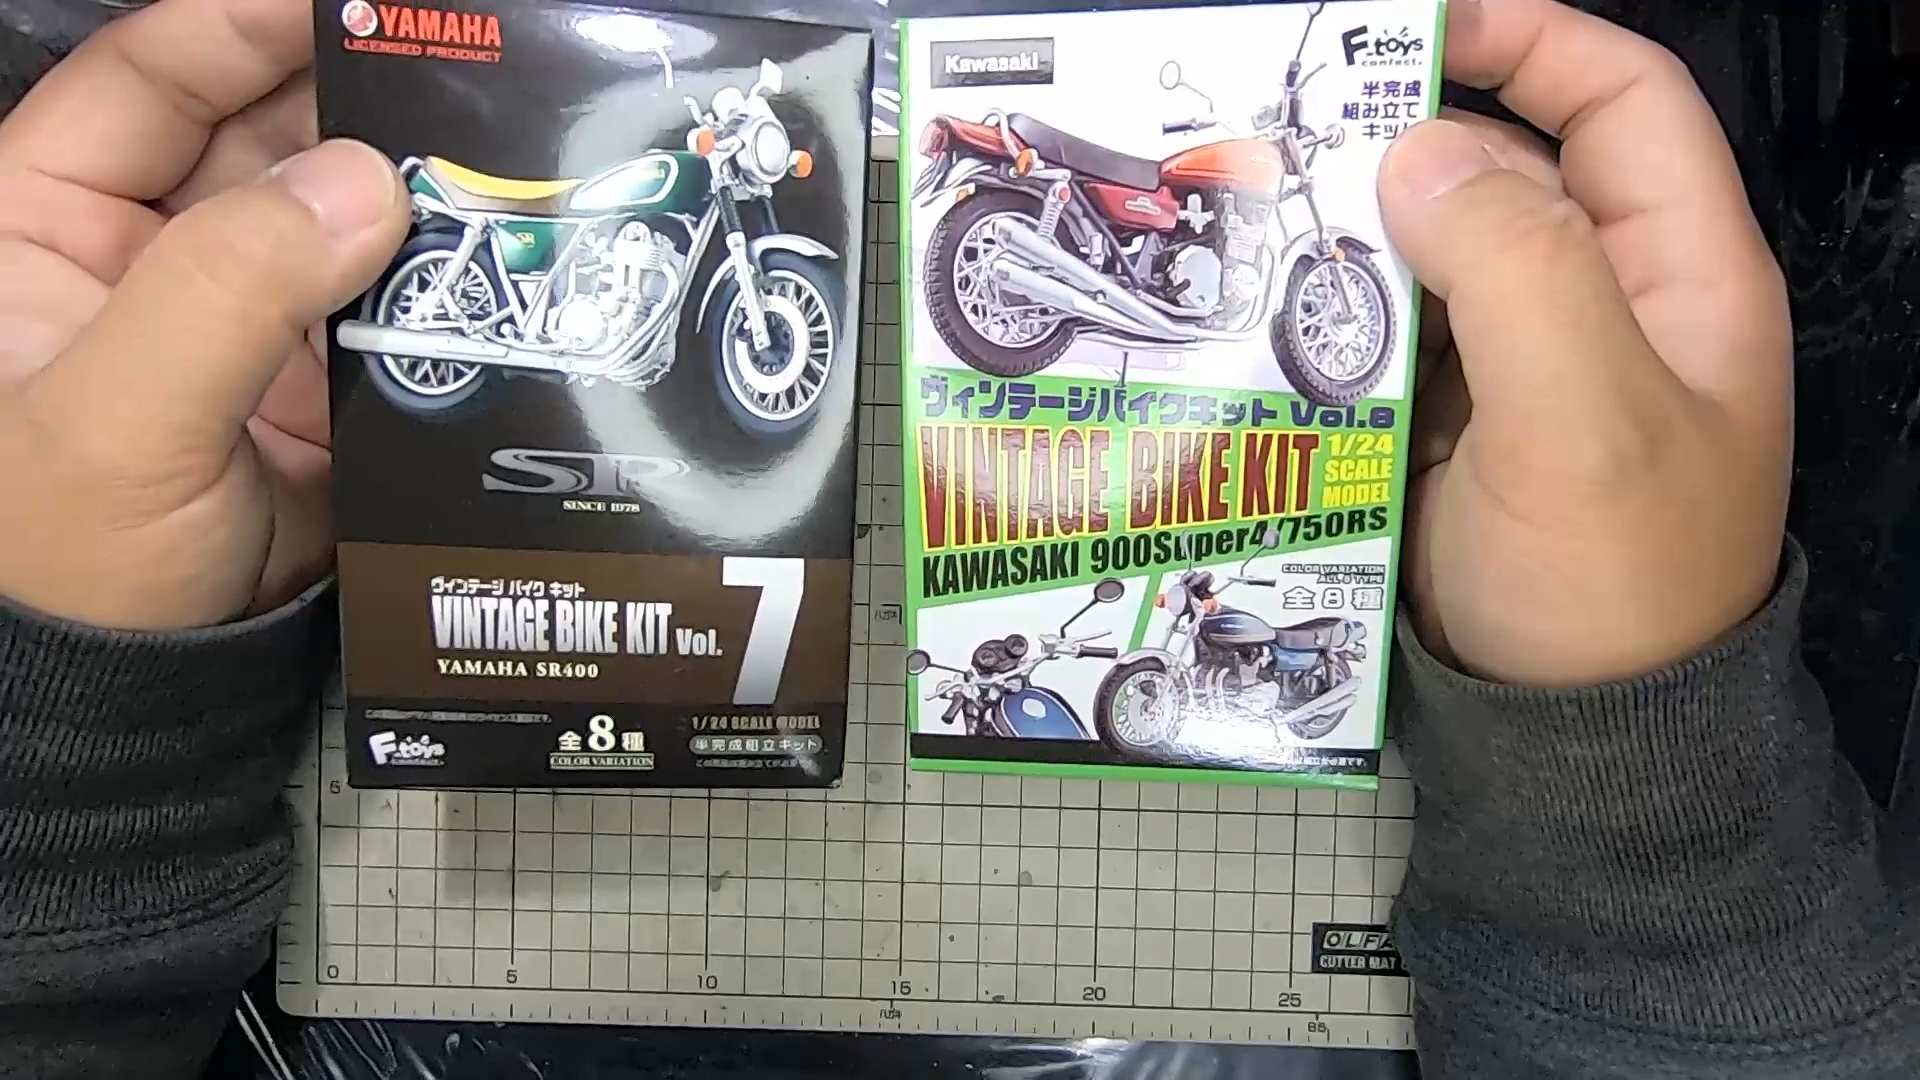 YAMAHA
LICENSED PRODUCT
SR
SINCE 1978
ヴィンテージ バイク キット
VINTAGE BIKE KIT Vol. 7
YAMAHA SR400
F-toys
confect.
全8種
COLOR VARIATION
1/24 SCALE MODEL
半完成組立キット
Kawasaki
F-toys
confect.
半完成
組み立て
キッ
ヴィンテージバイクキット Vol.8
VINTAGE BIKE KIT
1/24
SCALE
MODEL
KAWASAKI 900Super4/750RS
COLOR VARIATION
ALL 8 TYPE
全8種
5
0 5 10 15 20 25
OLFA
CUTTER MAT